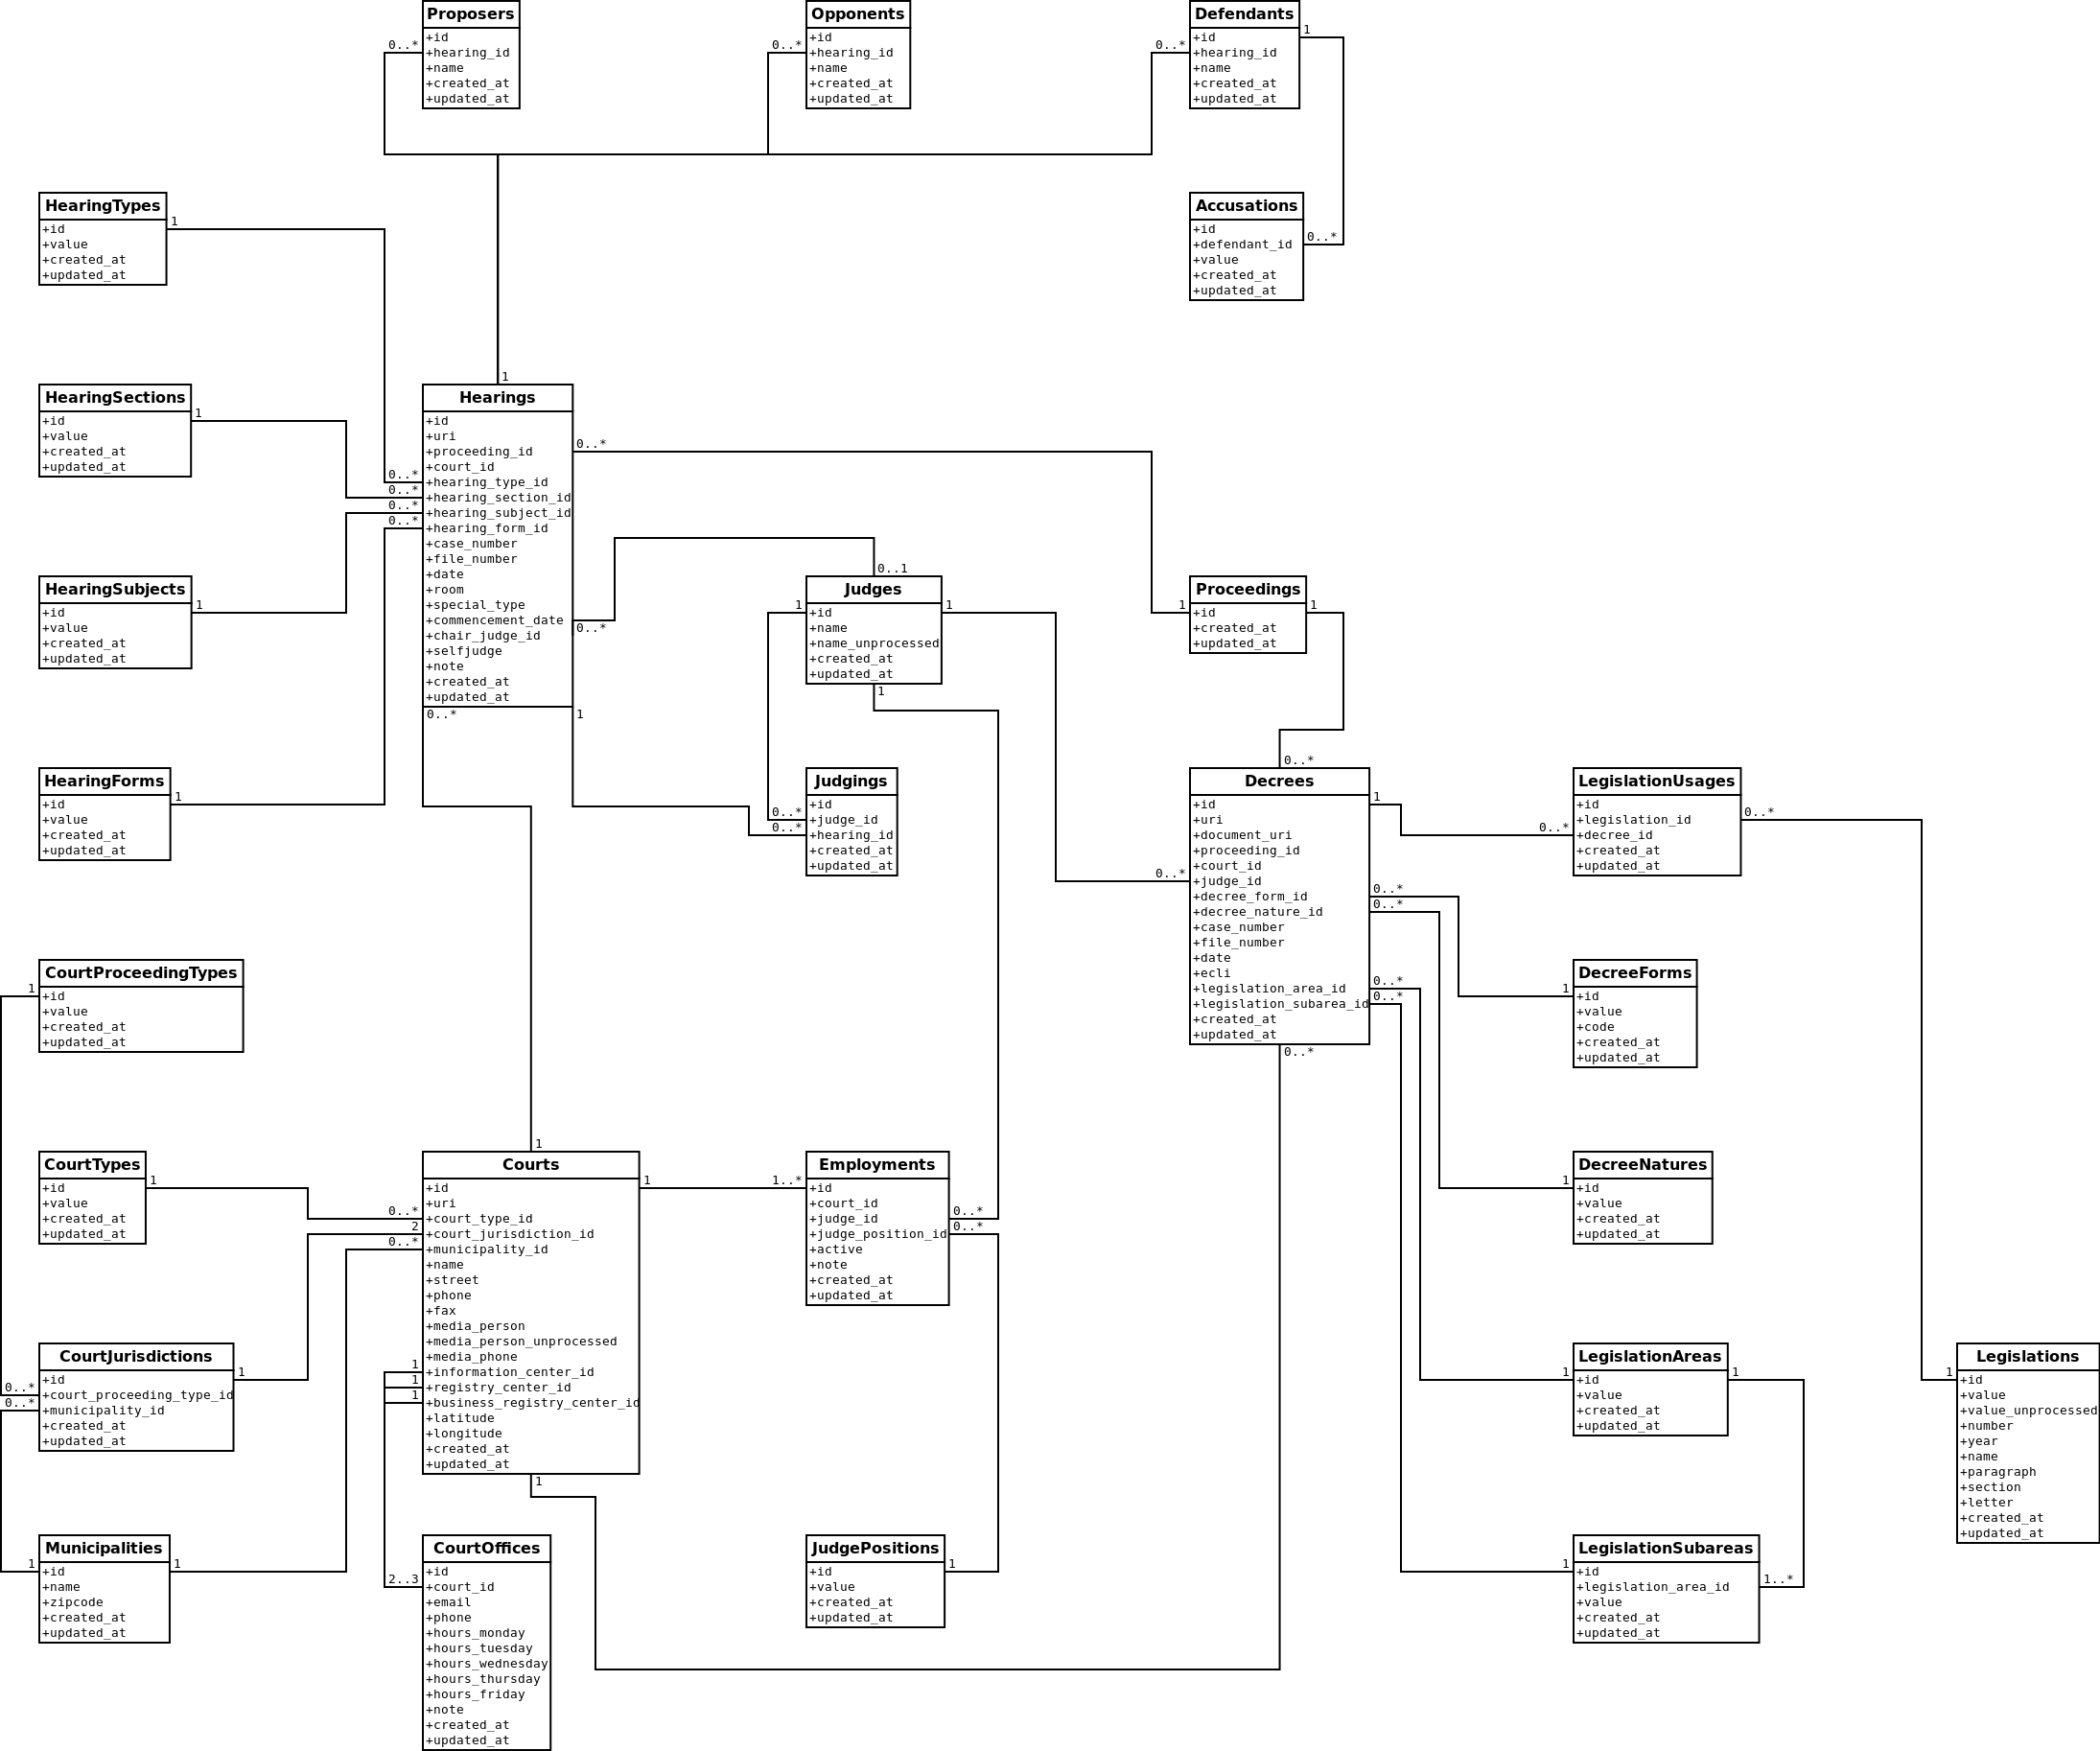 Proposers
+id
+hearing_id
+name
+created_at
+updated_at
0..*
Opponents
+id
+hearing_id
+name
+created_at
+updated_at
0..*
Defendants
+id
+hearing_id
+name
+created_at
+updated_at
0..*
1
HearingTypes
+id
+value
+created_at
+updated_at
1
Accusations
+id
+defendant_id
+value
+created_at
+updated_at
0..*
HearingSections
+id
+value
+created_at
+updated_at
1
1
Hearings
+id
+uri
+proceeding_id
+court_id
+hearing_type_id
+hearing_section_id
+hearing_subject_id
+hearing_form_id
+case_number
+file_number
+date
+room
+special_type
+commencement_date
+chair_judge_id
+selfjudge
+note
+created_at
+updated_at
0..*
0..*
0..*
0..*
0..*
0..*
0..*
1
HearingSubjects
+id
+value
+created_at
+updated_at
1
0..1
Judges
+id
+name
+name_unprocessed
+created_at
+updated_at
1
1
1
Proceedings
+id
+created_at
+updated_at
1
1
HearingForms
+id
+value
+created_at
+updated_at
1
Judgings
+id
+judge_id
+hearing_id
+created_at
+updated_at
0..*
0..*
0..*
Decrees
+id
+uri
+document_uri
+proceeding_id
+court_id
+judge_id
+decree_form_id
+decree_nature_id
+case_number
+file_number
+date
+ecli
+legislation_area_id
+legislation_subarea_id
+created_at
+updated_at
1
0..*
0..*
0..*
0..*
0..*
0..*
LegislationUsages
+id
+legislation_id
+decree_id
+created_at
+updated_at
0..*
0..*
CourtProceedingTypes
+id
+value
+created_at
+updated_at
1
DecreeForms
+id
+value
+code
+created_at
+updated_at
1
CourtTypes
+id
+value
+created_at
+updated_at
1
1
Courts
+id
+uri
+court_type_id
+court_jurisdiction_id
+municipality_id
+name
+street
+phone
+fax
+media_person
+media_person_unprocessed
+media_phone
+information_center_id
+registry_center_id
+business_registry_center_id
+latitude
+longitude
+created_at
+updated_at
0..*
2
0..*
1
1
1
1
1
Employments
+id
+court_id
+judge_id
+judge_position_id
+active
+note
+created_at
+updated_at
1..*
0..*
0..*
DecreeNatures
+id
+value
+created_at
+updated_at
1
CourtJurisdictions
+id
+court_proceeding_type_id
+municipality_id
+created_at
+updated_at
1
0..*
0..*
LegislationAreas
+id
+value
+created_at
+updated_at
1
1
Legislations
+id
+value
+value_unprocessed
+number
+year
+name
+paragraph
+section
+letter
+created_at
+updated_at
1
Municipalities
+id
+name
+zipcode
+created_at
+updated_at
1
1
CourtOffices
+id
+court_id
+email
+phone
+hours_monday
+hours_tuesday
+hours_wednesday
+hours_thursday
+hours_friday
+note
+created_at
+updated_at
2..3
JudgePositions
+id
+value
+created_at
+updated_at
1
LegislationSubareas
+id
+legislation_area_id
+value
+created_at
+updated_at
1
1..*